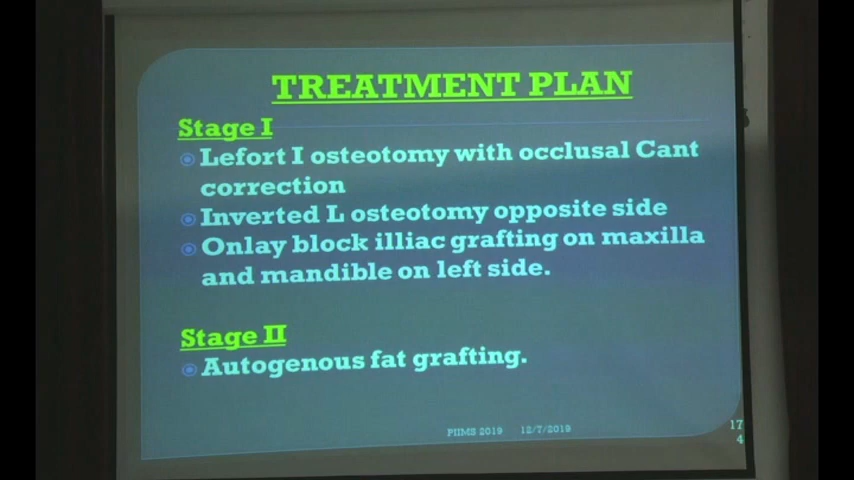 TREATMENT PLAN
Stage I
Lefort I osteotomy with occlusal Cant
correction
Inverted L osteotomy opposite side
Onlay block illiac grafting on maxilla
and mandible on left side.
Stage II
Autogenous fat grafting.
PIIMS 2019 12/7/2019
17
4